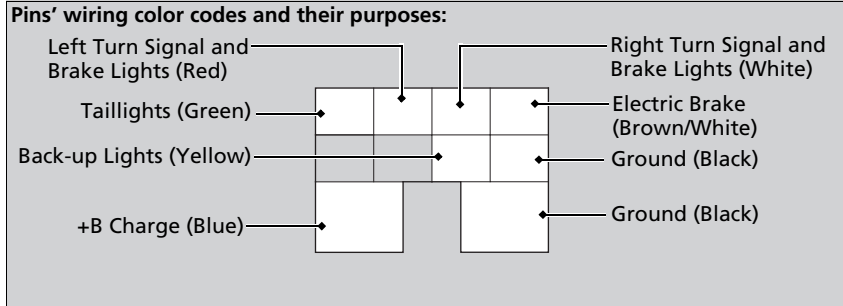 Pins' wiring color codes and their purposes:
Left Turn Signal and
Brake Lights (Red)
Right Turn Signal and
Brake Lights (White)
Taillights (Green)
Electric Brake
(Brown/White)
Back-up Lights (Yellow)
Ground (Black)
+B Charge (Blue)
Ground (Black)